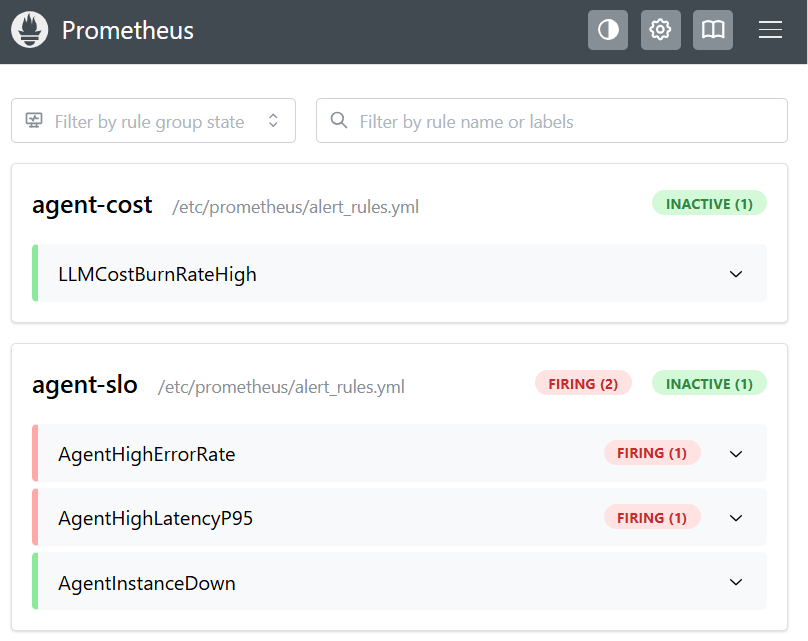 Prometheus
Filter by rule group state
Filter by rule name or labels
agent-cost /etc/prometheus/alert_rules.yml INACTIVE (1)
LLMCostBurnRateHigh
agent-slo /etc/prometheus/alert_rules.yml FIRING (2) INACTIVE (1)
AgentHighErrorRate FIRING (1)
AgentHighLatencyP95 FIRING (1)
AgentInstanceDown